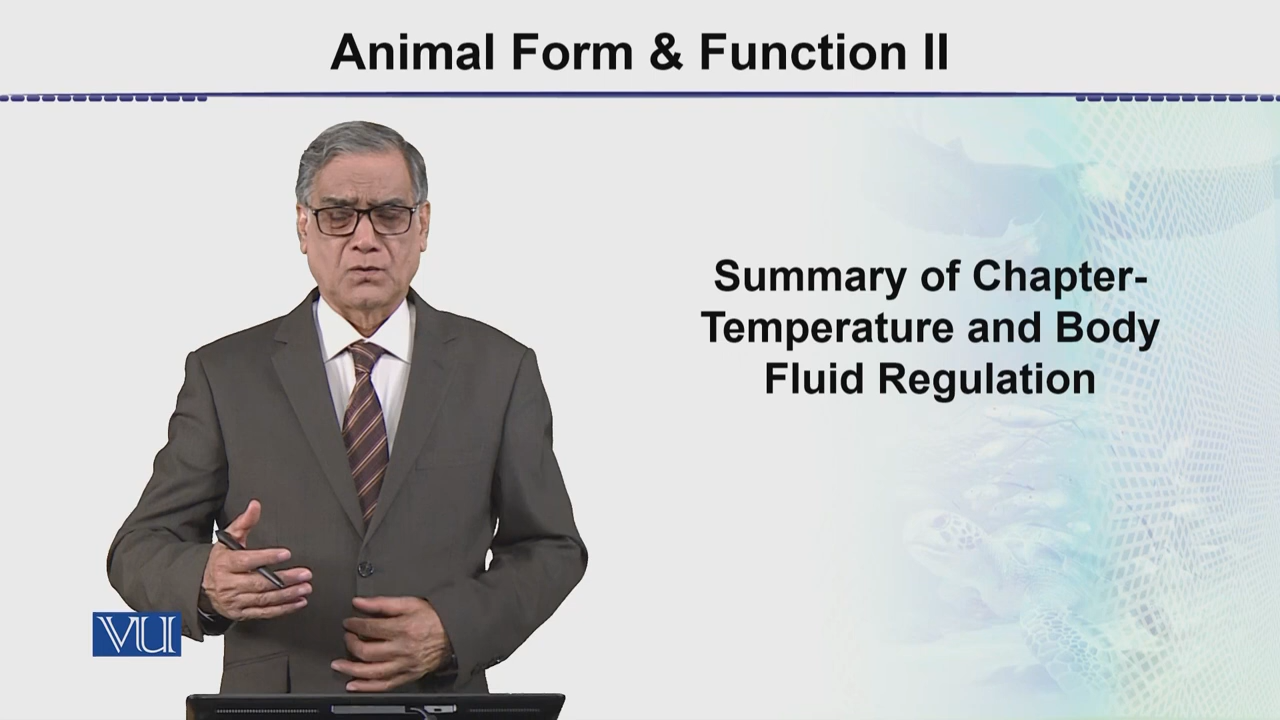 Animal Form & Function II
Summary of Chapter-
Temperature and Body
Fluid Regulation
VU